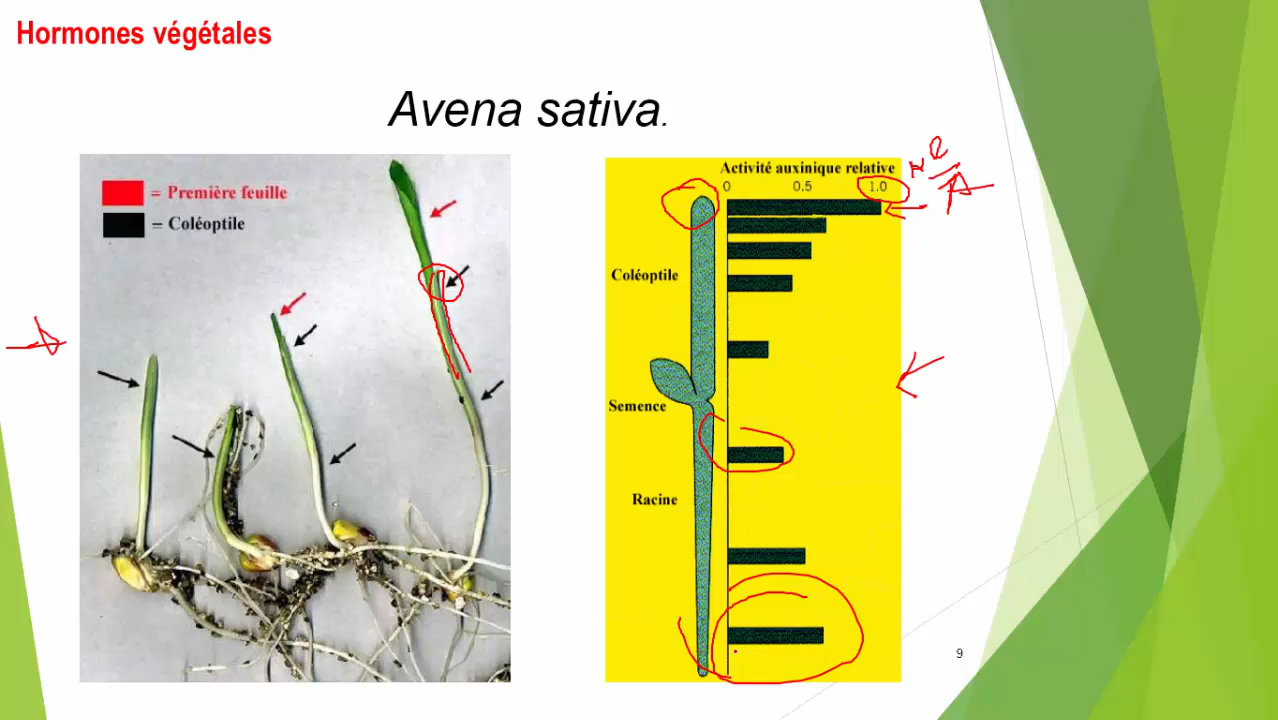 Hormones végétales
Avena sativa.
= Première feuille
= Coléoptile
Activité auxinique relative
0 0.5 1.0
Coléoptile
Semence
Racine
9